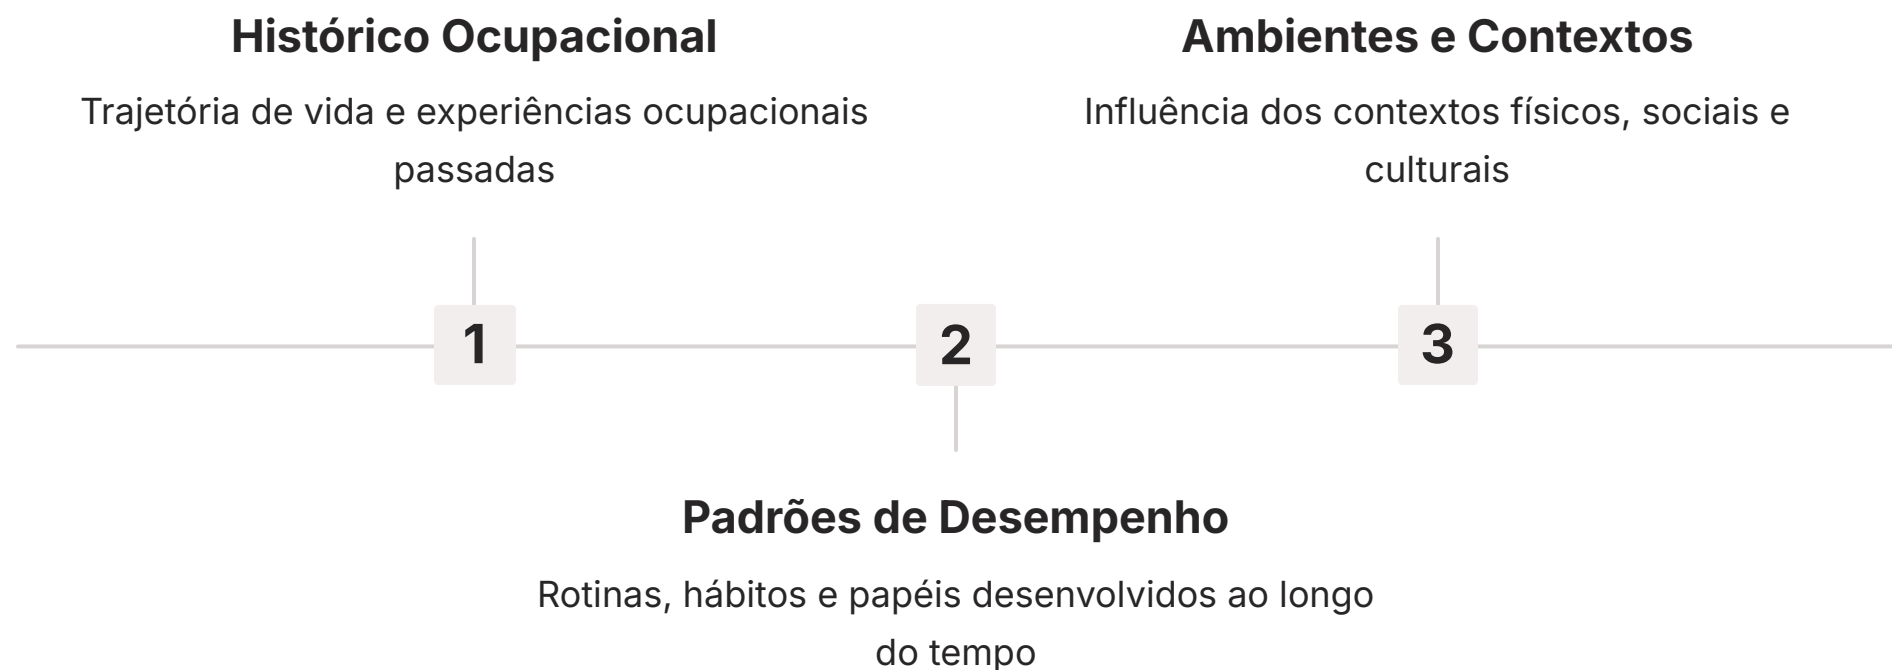 Histórico Ocupacional
Trajetória de vida e experiências ocupacionais
passadas
Ambientes e Contextos
Influência dos contextos físicos, sociais e
culturais
1
2
3
Padrões de Desempenho
Rotinas, hábitos e papéis desenvolvidos ao longo
do tempo